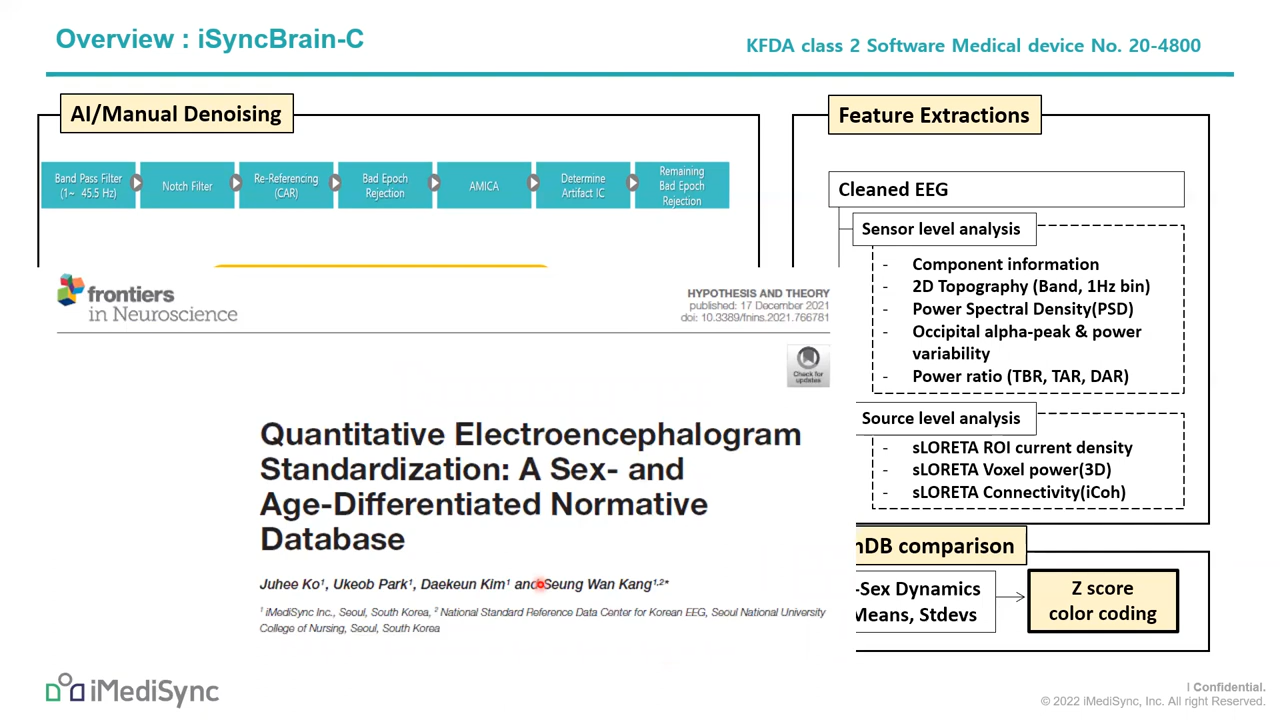 Overview : iSyncBrain-C
KFDA class 2 Software Medical device No. 20-4800
AI/Manual Denoising
Band Pass Filter
(1~ 45.5 Hz)
Notch Filter
Re-Referencing
(CAR)
Bad Epoch
Rejection
AMICA
Determine
Artifact IC
Remaining
Bad Epoch
Rejection
frontiers
in Neuroscience
HYPOTHESIS AND THEORY
published: 17 December 2021
doi: 10.3389/fnins.2021.766781
Check for
updates
Quantitative Electroencephalogram
Standardization: A Sex- and
Age-Differentiated Normative
Database
Juhee Ko¹, Ukeob Park¹, Daekeun Kim¹ and Seung Wan Kang¹,²*
¹ iMediSync Inc., Seoul, South Korea, ² National Standard Reference Data Center for Korean EEG, Seoul National University
College of Nursing, Seoul, South Korea
Feature Extractions
Cleaned EEG
Sensor level analysis
- Component information
- 2D Topography (Band, 1Hz bin)
- Power Spectral Density(PSD)
- Occipital alpha-peak & power
variability
- Power ratio (TBR, TAR, DAR)
Source level analysis
- sLORETA ROI current density
- sLORETA Voxel power(3D)
- sLORETA Connectivity(iCoh)
mDB comparison
-Sex Dynamics
Means, Stdevs
Z score
color coding
iMediSync
I Confidential.
© 2022 iMediSync, Inc. All right Reserved.